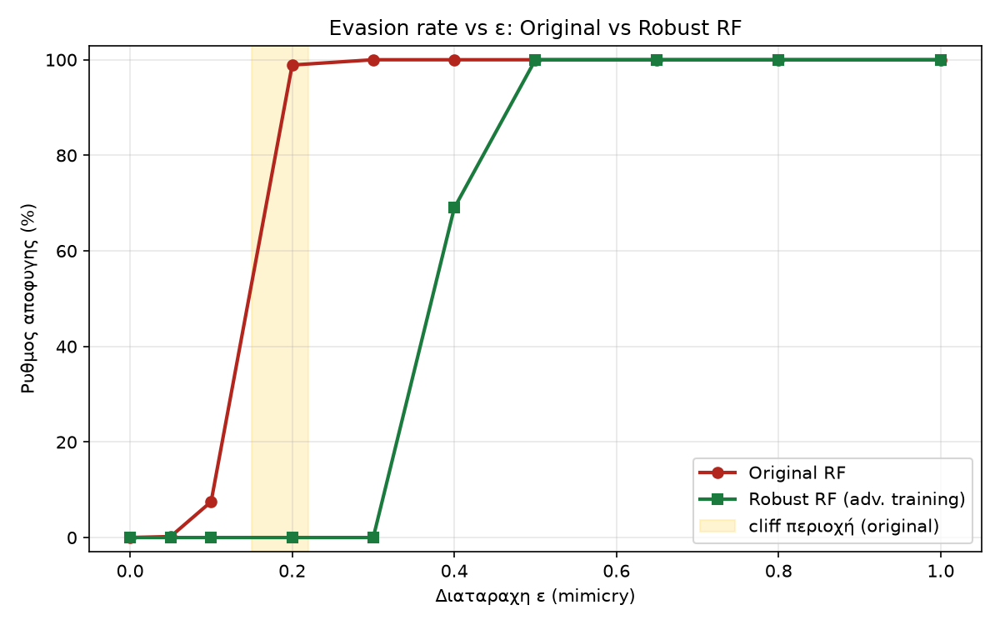 Evasion rate vs ε: Original vs Robust RF
Ρυθμος αποφυγης (%)
100
80
60
40
20
0
0.0 0.2 0.4 0.6 0.8 1.0
Διαταραχη ε (mimicry)
Original RF
Robust RF (adv. training)
cliff περιοχή (original)